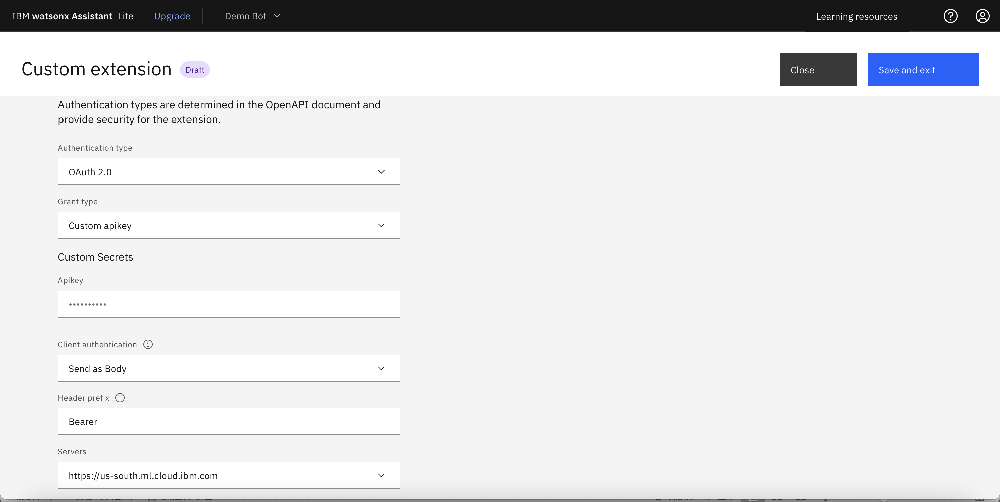 IBM watsonx Assistant Lite Upgrade Demo Bot Learning resources
Custom extension Draft Close Save and exit
Authentication types are determined in the OpenAPI document and
provide security for the extension.
Authentication type
OAuth 2.0
Grant type
Custom apikey
Custom Secrets
Apikey
••••••••••
Client authentication
Send as Body
Header prefix
Bearer
Servers
https://us-south.ml.cloud.ibm.com